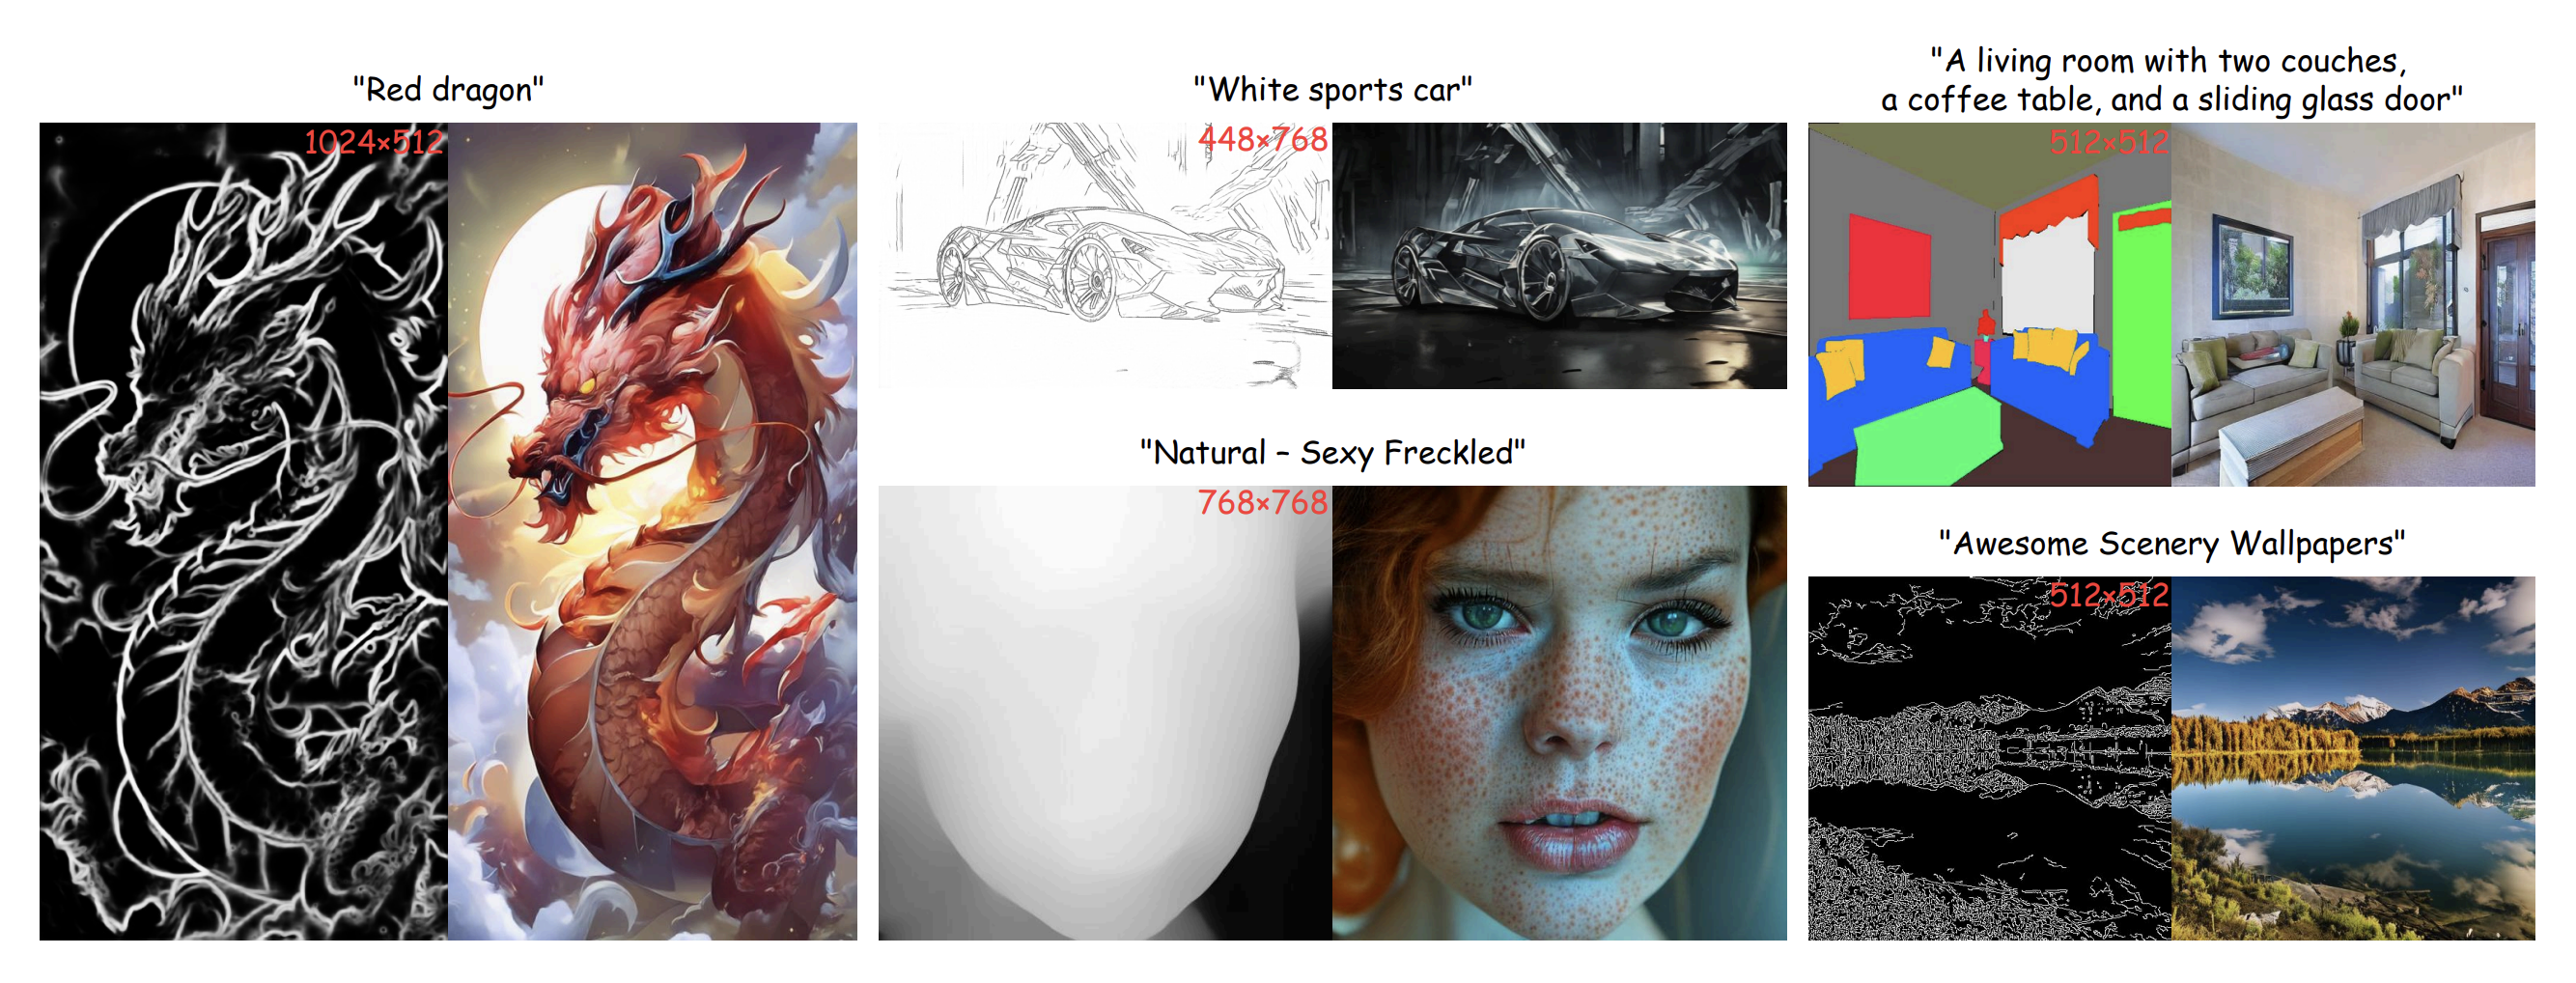 "Red dragon"
1024×512
"White sports car"
448×768
"Natural – Sexy Freckled"
768×768
"A living room with two couches,
a coffee table, and a sliding glass door"
512×512
"Awesome Scenery Wallpapers"
512×512